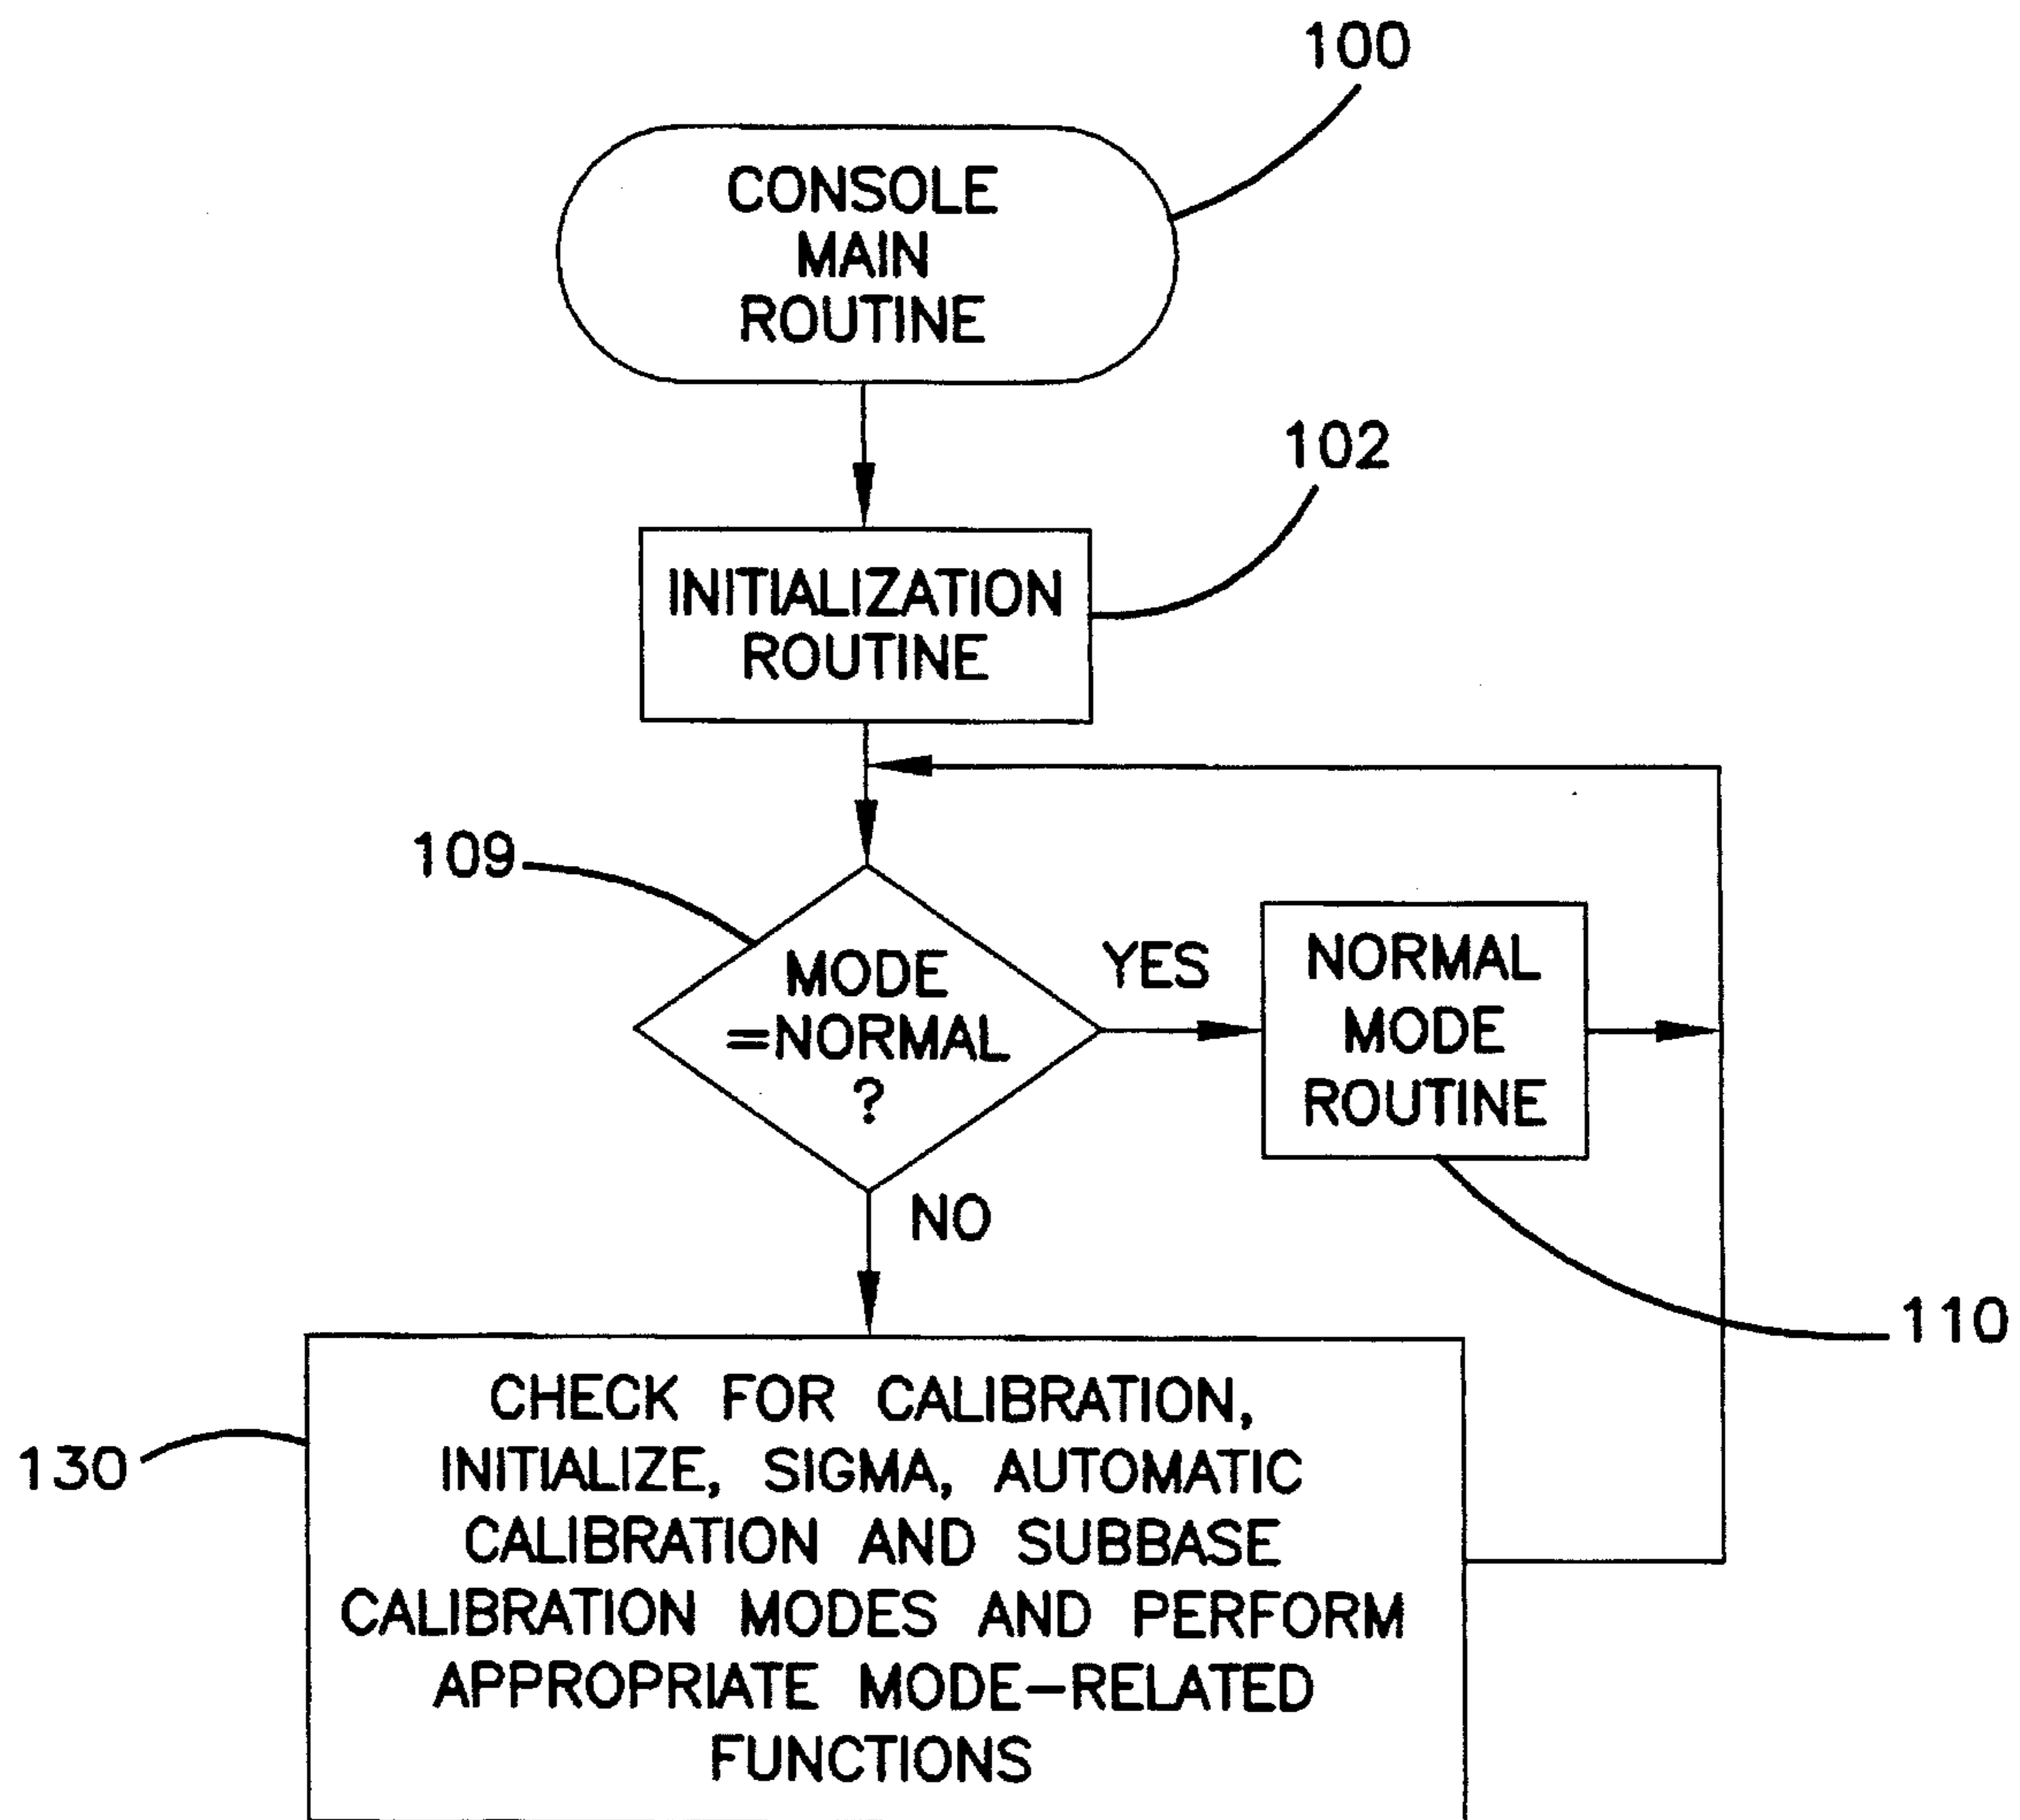 100
CONSOLE
MAIN
ROUTINE
102
INITIALIZATION
ROUTINE
109
MODE
=NORMAL
?
YES
NORMAL
MODE
ROUTINE
NO
110
130
CHECK FOR CALIBRATION,
INITIALIZE, SIGMA, AUTOMATIC
CALIBRATION AND SUBBASE
CALIBRATION MODES AND PERFORM
APPROPRIATE MODE-RELATED
FUNCTIONS